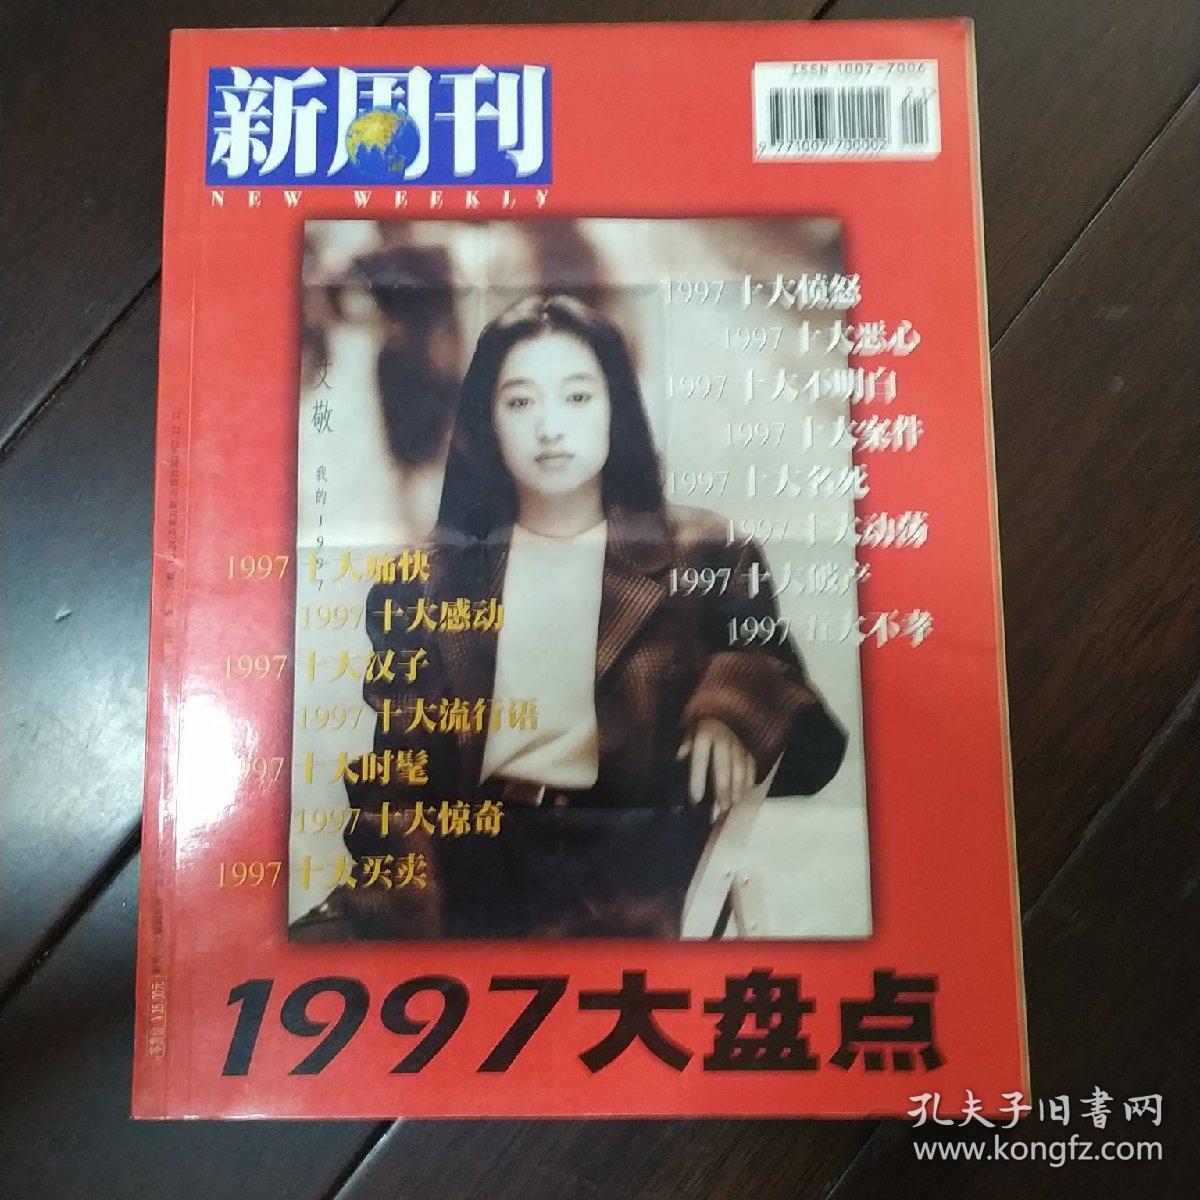 新周刊
NEW WEEKLY
ISSN 1007-7006
9 771007 700002
1997 十大愤怒
1997 十大恶心
1997 十大不明白
1997 十大案件
1997 十大名死
1997 十大动荡
1997 十大破产
1997 五大不孝
艾敬
我的1997
1997 十大痛快
1997 十大感动
1997 十大汉子
1997 十大流行语
1997 十大时髦
1997 十大惊奇
1997 十大买卖
1997大盘点
孔夫子旧書网
www.kongfz.com